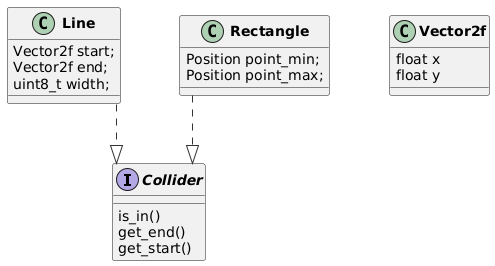 C Line
Vector2f start;
Vector2f end;
uint8_t width;
C Rectangle
Position point_min;
Position point_max;
C Vector2f
float x
float y
I Collider
is_in()
get_end()
get_start()